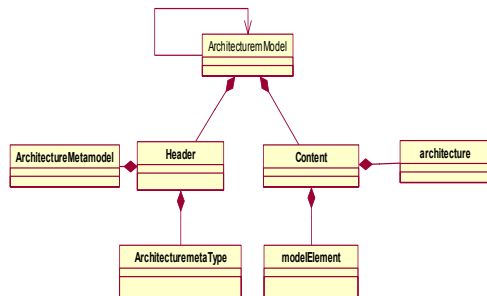 ArchitecturemModel
ArchitectureMetamodel
Header
Content
architecture
ArchitecturemetaType
modelElement